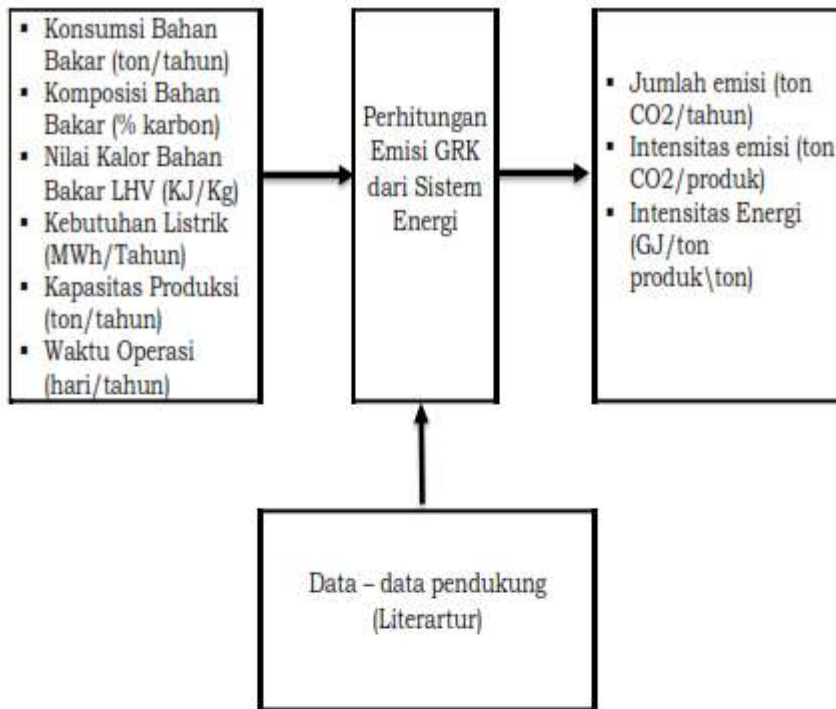 ▪ Konsumsi Bahan
Bakar (ton/tahun)
▪ Komposisi Bahan
Bakar (% karbon)
▪ Nilai Kalor Bahan
Bakar LHV (KJ/Kg)
▪ Kebutuhan Listrik
(MWh/Tahun)
▪ Kapasitas Produksi
(ton/tahun)
▪ Waktu Operasi
(hari/tahun)
Perhitungan
Emisi GRK
dari Sistem
Energi
▪ Jumlah emisi (ton
CO2/tahun)
▪ Intensitas emisi (ton
CO2/produk)
▪ Intensitas Energi
(GJ/ton
produk\ton)
Data – data pendukung
(Literartur)